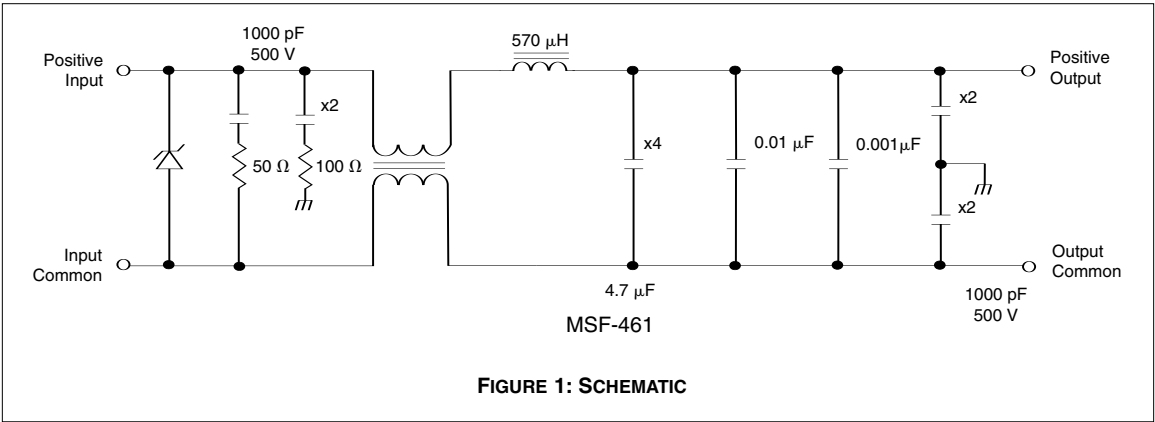 1000 pF
500 V
570 μH
Positive
Input
Positive
Output
x2
x2
50 Ω
100 Ω
x4
0.01 μF
0.001μF
x2
Input
Common
Output
Common
4.7 μF
1000 pF
500 V
MSF-461
FIGURE 1: SCHEMATIC